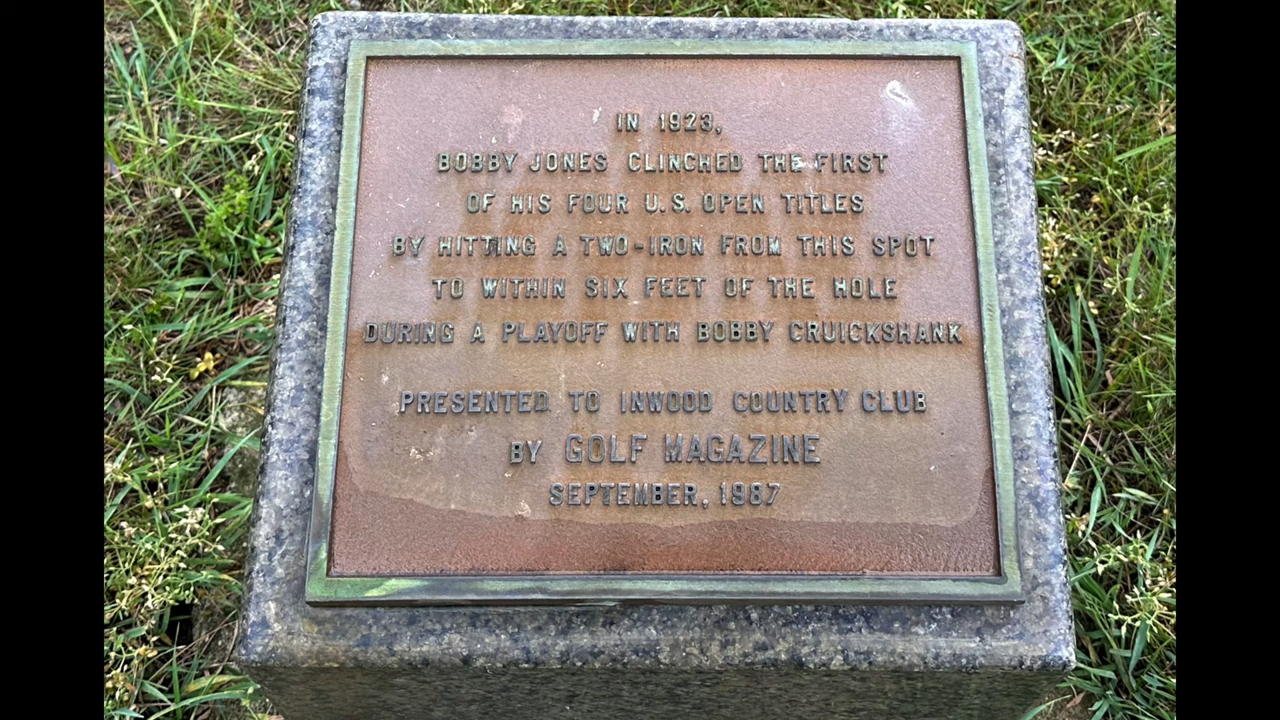 IN 1923,
BOBBY JONES CLINCHED THE FIRST
OF HIS FOUR U.S. OPEN TITLES
BY HITTING A TWO-IRON FROM THIS SPOT
TO WITHIN SIX FEET OF THE HOLE
DURING A PLAYOFF WITH BOBBY CRUICKSHANK
PRESENTED TO INWOOD COUNTRY CLUB
BY GOLF MAGAZINE
SEPTEMBER, 1987